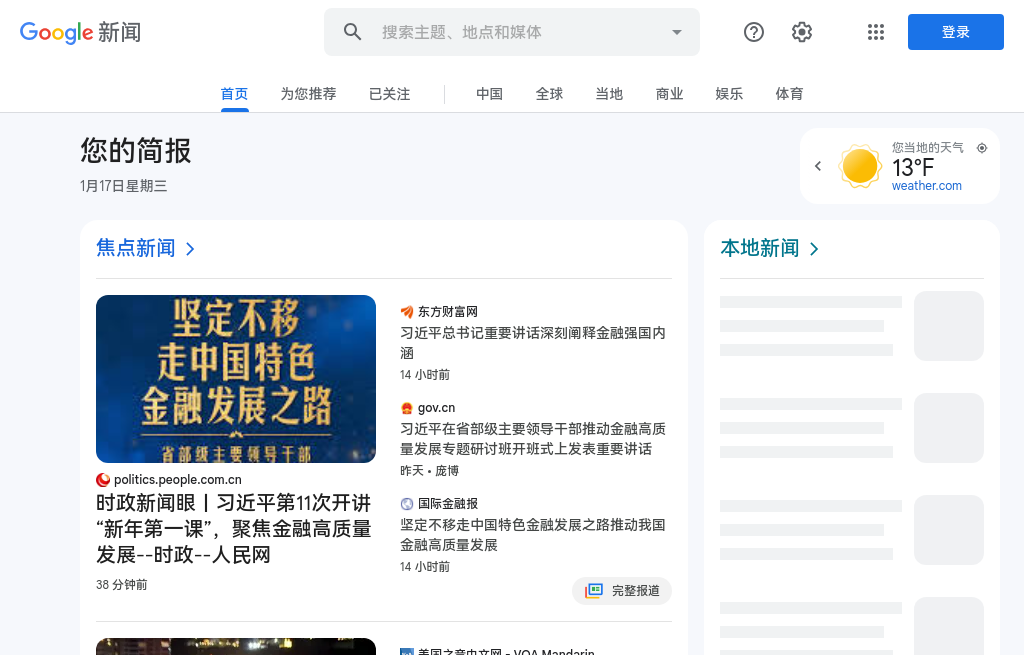 Google 新闻
搜索主题、地点和媒体
登录
首页 为您推荐 已关注 中国 全球 当地 商业 娱乐 体育
您的简报
1月17日星期三
您当地的天气
13°F
weather.com
焦点新闻
坚定不移
走中国特色
金融发展之路
省部级主要领导干部
politics.people.com.cn
时政新闻眼丨习近平第11次开讲
“新年第一课”，聚焦金融高质量
发展--时政--人民网
38 分钟前
东方财富网
习近平总书记重要讲话深刻阐释金融强国内
涵
14 小时前
gov.cn
习近平在省部级主要领导干部推动金融高质
量发展专题研讨班开班式上发表重要讲话
昨天 • 庞博
国际金融报
坚定不移走中国特色金融发展之路推动我国
金融高质量发展
14 小时前
完整报道
美国之音中文网 - VOA Mandarin
本地新闻